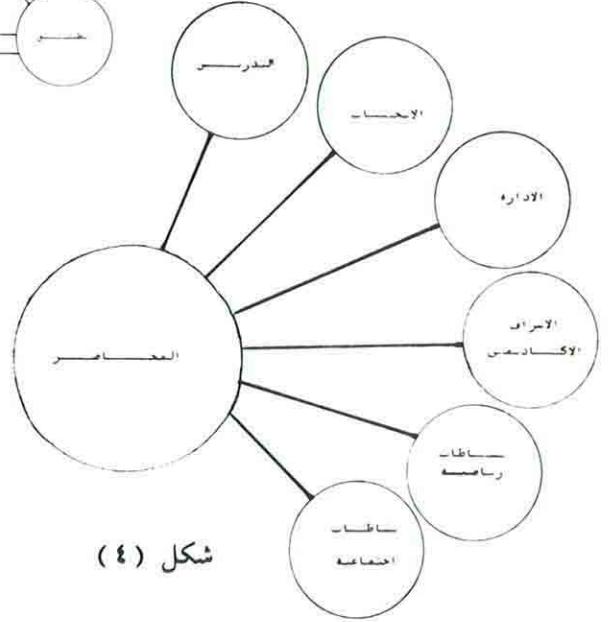 التدريس
الابحاث
الادارة
الاشراف
الاكاديمي
نشاطات
رياضية
المحاضر
نشاطات
اجتماعية
شكل (٤)